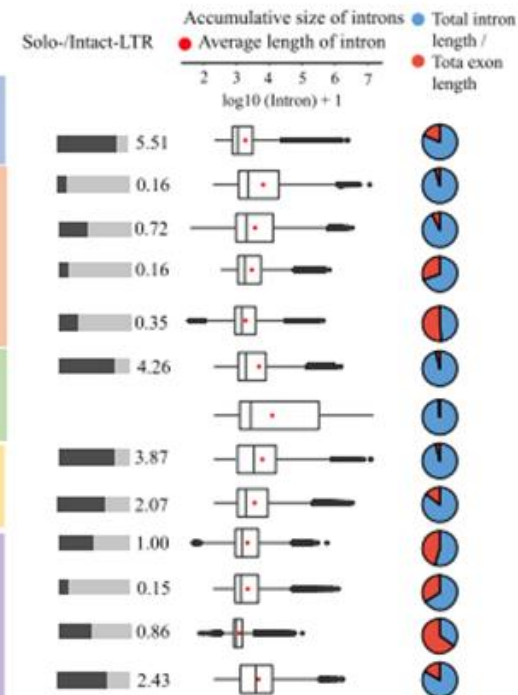 Accumulative size of introns
Total intron
length /
Tota exon
length
Solo-/Intact-LTR
Average length of intron
2 3 4 5 6 7
log10 (Intron) + 1
5.51
0.16
0.72
0.16
0.35
4.26
3.87
2.07
1.00
0.15
0.86
2.43